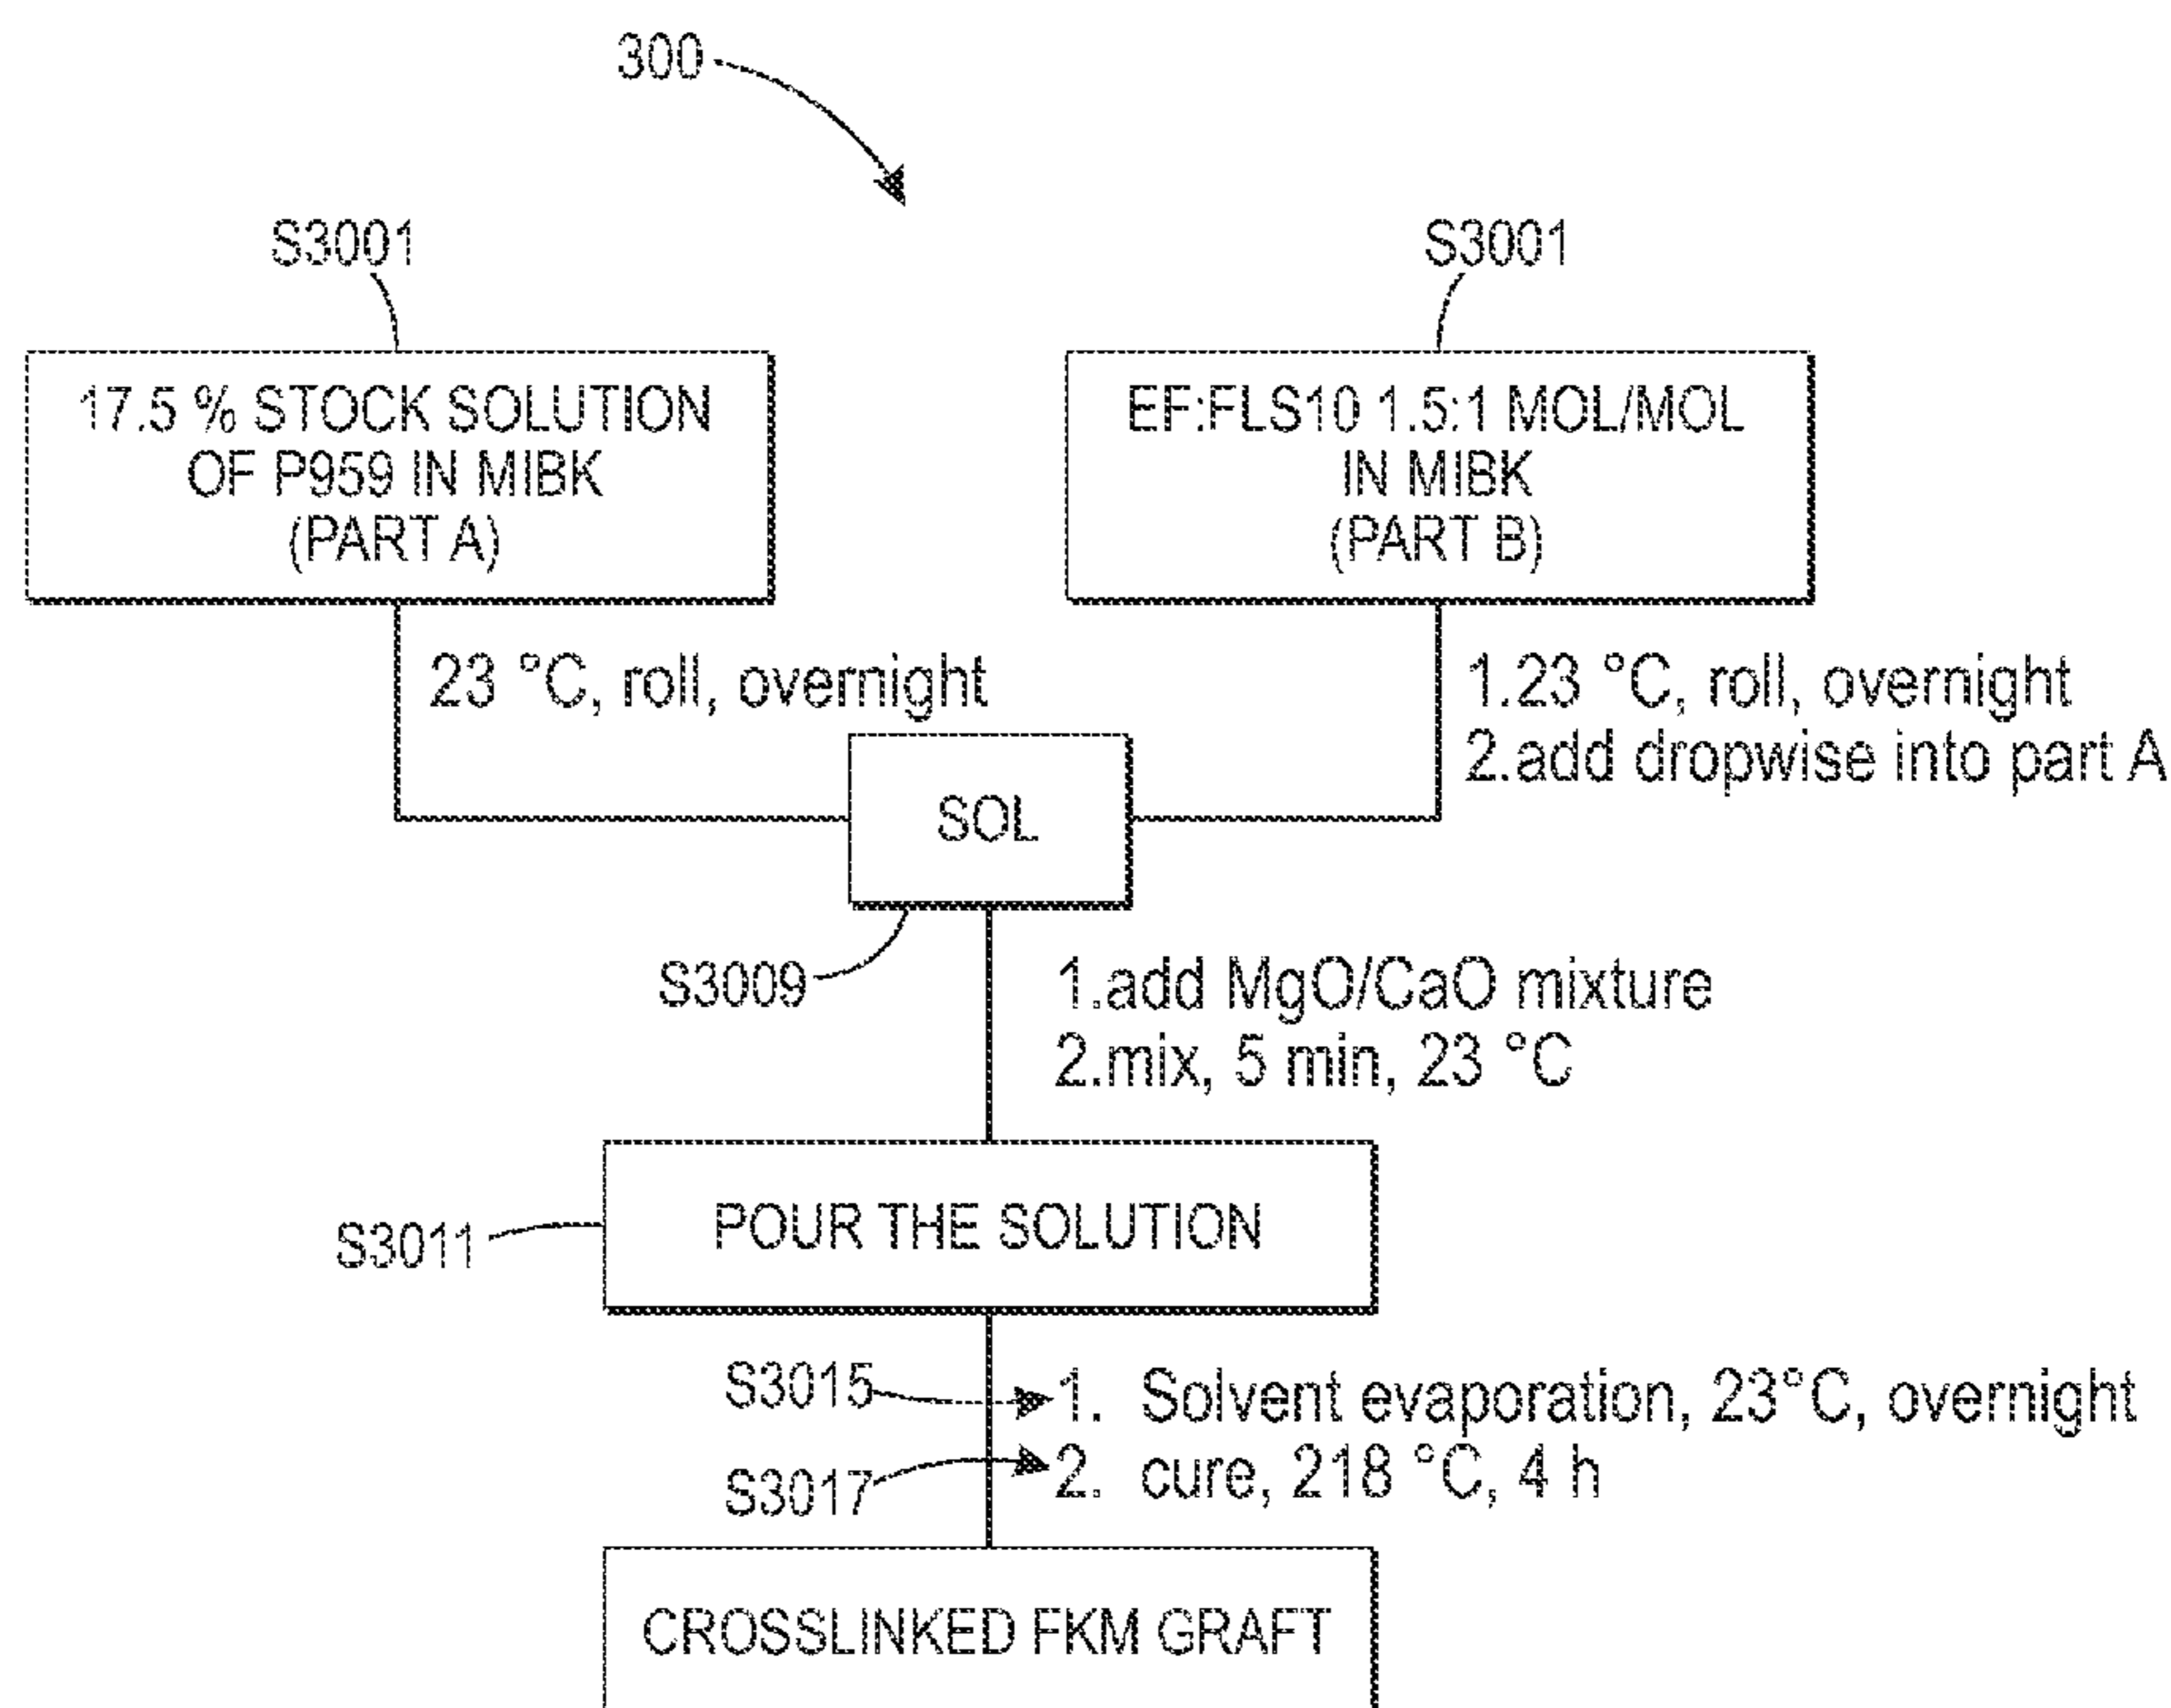 300
S3001
S3001
17.5 % STOCK SOLUTION
OF P959 IN MIBK
(PART A)
EF:FLS10 1.5:1 MOL/MOL
IN MIBK
(PART B)
23 °C, roll, overnight
1.23 °C, roll, overnight
2.add dropwise into part A
SOL
S3009
1.add MgO/CaO mixture
2.mix, 5 min, 23 °C
POUR THE SOLUTION
S3011
S3015
1. Solvent evaporation, 23°C, overnight
S3017
2. cure, 218 °C, 4 h
CROSSLINKED FKM GRAFT